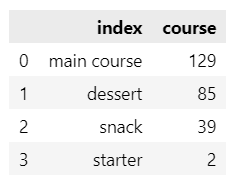 index course
0 main course 129
1 dessert 85
2 snack 39
3 starter 2